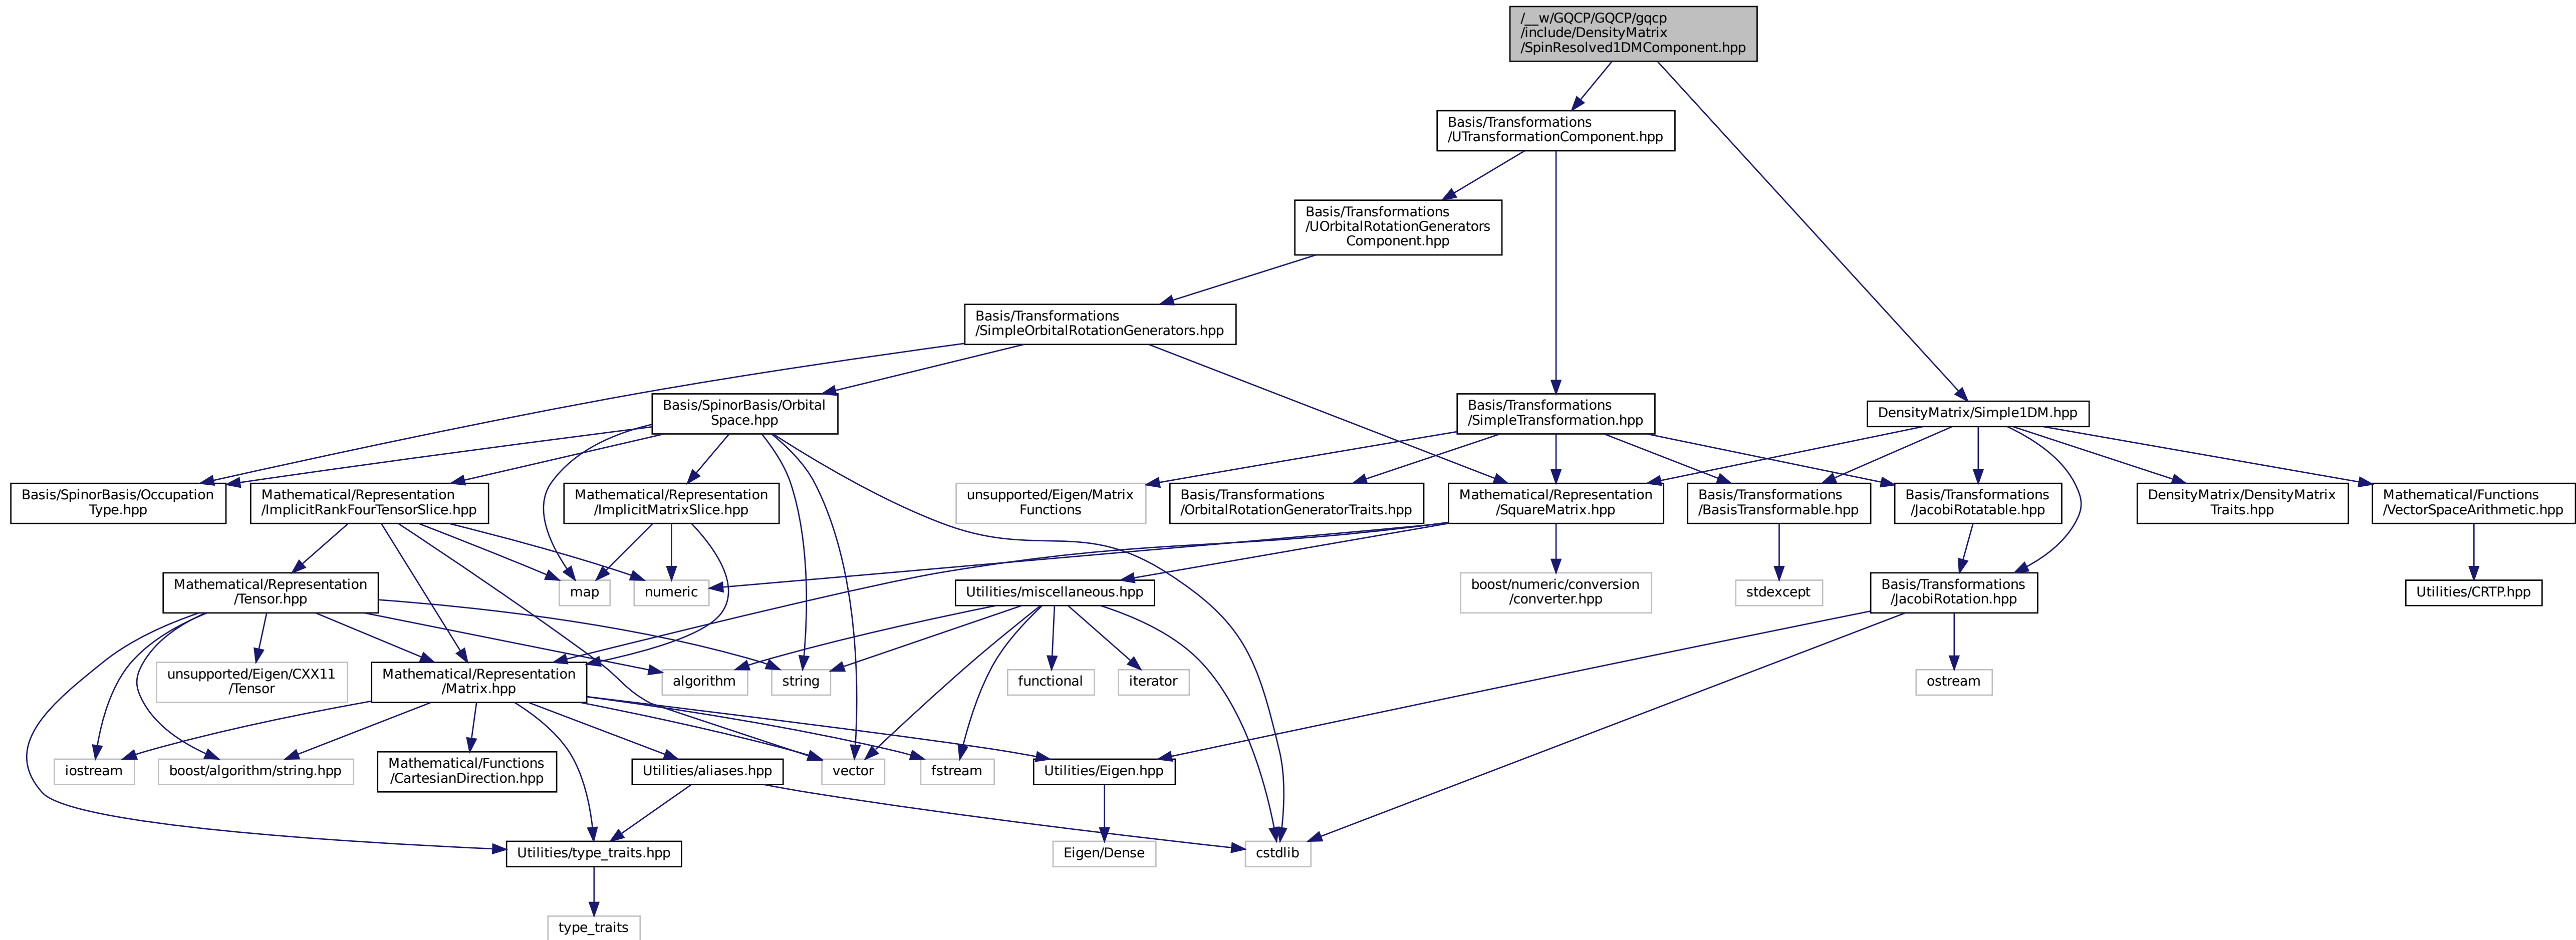 /__w/GQCP/GQCP/gqcp
/include/DensityMatrix
/SpinResolved1DMComponent.hpp
Basis/Transformations
/UTransformationComponent.hpp
Basis/Transformations
/UOrbitalRotationGenerators
Component.hpp
Basis/Transformations
/SimpleOrbitalRotationGenerators.hpp
Basis/SpinorBasis/Orbital
Space.hpp
Basis/Transformations
/SimpleTransformation.hpp
DensityMatrix/Simple1DM.hpp
Basis/SpinorBasis/Occupation
Type.hpp
Mathematical/Representation
/ImplicitRankFourTensorSlice.hpp
Mathematical/Representation
/ImplicitMatrixSlice.hpp
unsupported/Eigen/Matrix
Functions
Basis/Transformations
/OrbitalRotationGeneratorTraits.hpp
Mathematical/Representation
/SquareMatrix.hpp
Basis/Transformations
/BasisTransformable.hpp
Basis/Transformations
/JacobiRotatable.hpp
DensityMatrix/DensityMatrix
Traits.hpp
Mathematical/Functions
/VectorSpaceArithmetic.hpp
Mathematical/Representation
/Tensor.hpp
map
numeric
Utilities/miscellaneous.hpp
boost/numeric/conversion
/converter.hpp
stdexcept
Basis/Transformations
/JacobiRotation.hpp
Utilities/CRTP.hpp
unsupported/Eigen/CXX11
/Tensor
Mathematical/Representation
/Matrix.hpp
algorithm
string
functional
iterator
ostream
iostream
boost/algorithm/string.hpp
Mathematical/Functions
/CartesianDirection.hpp
Utilities/aliases.hpp
vector
fstream
Utilities/Eigen.hpp
Utilities/type_traits.hpp
Eigen/Dense
cstdlib
type_traits